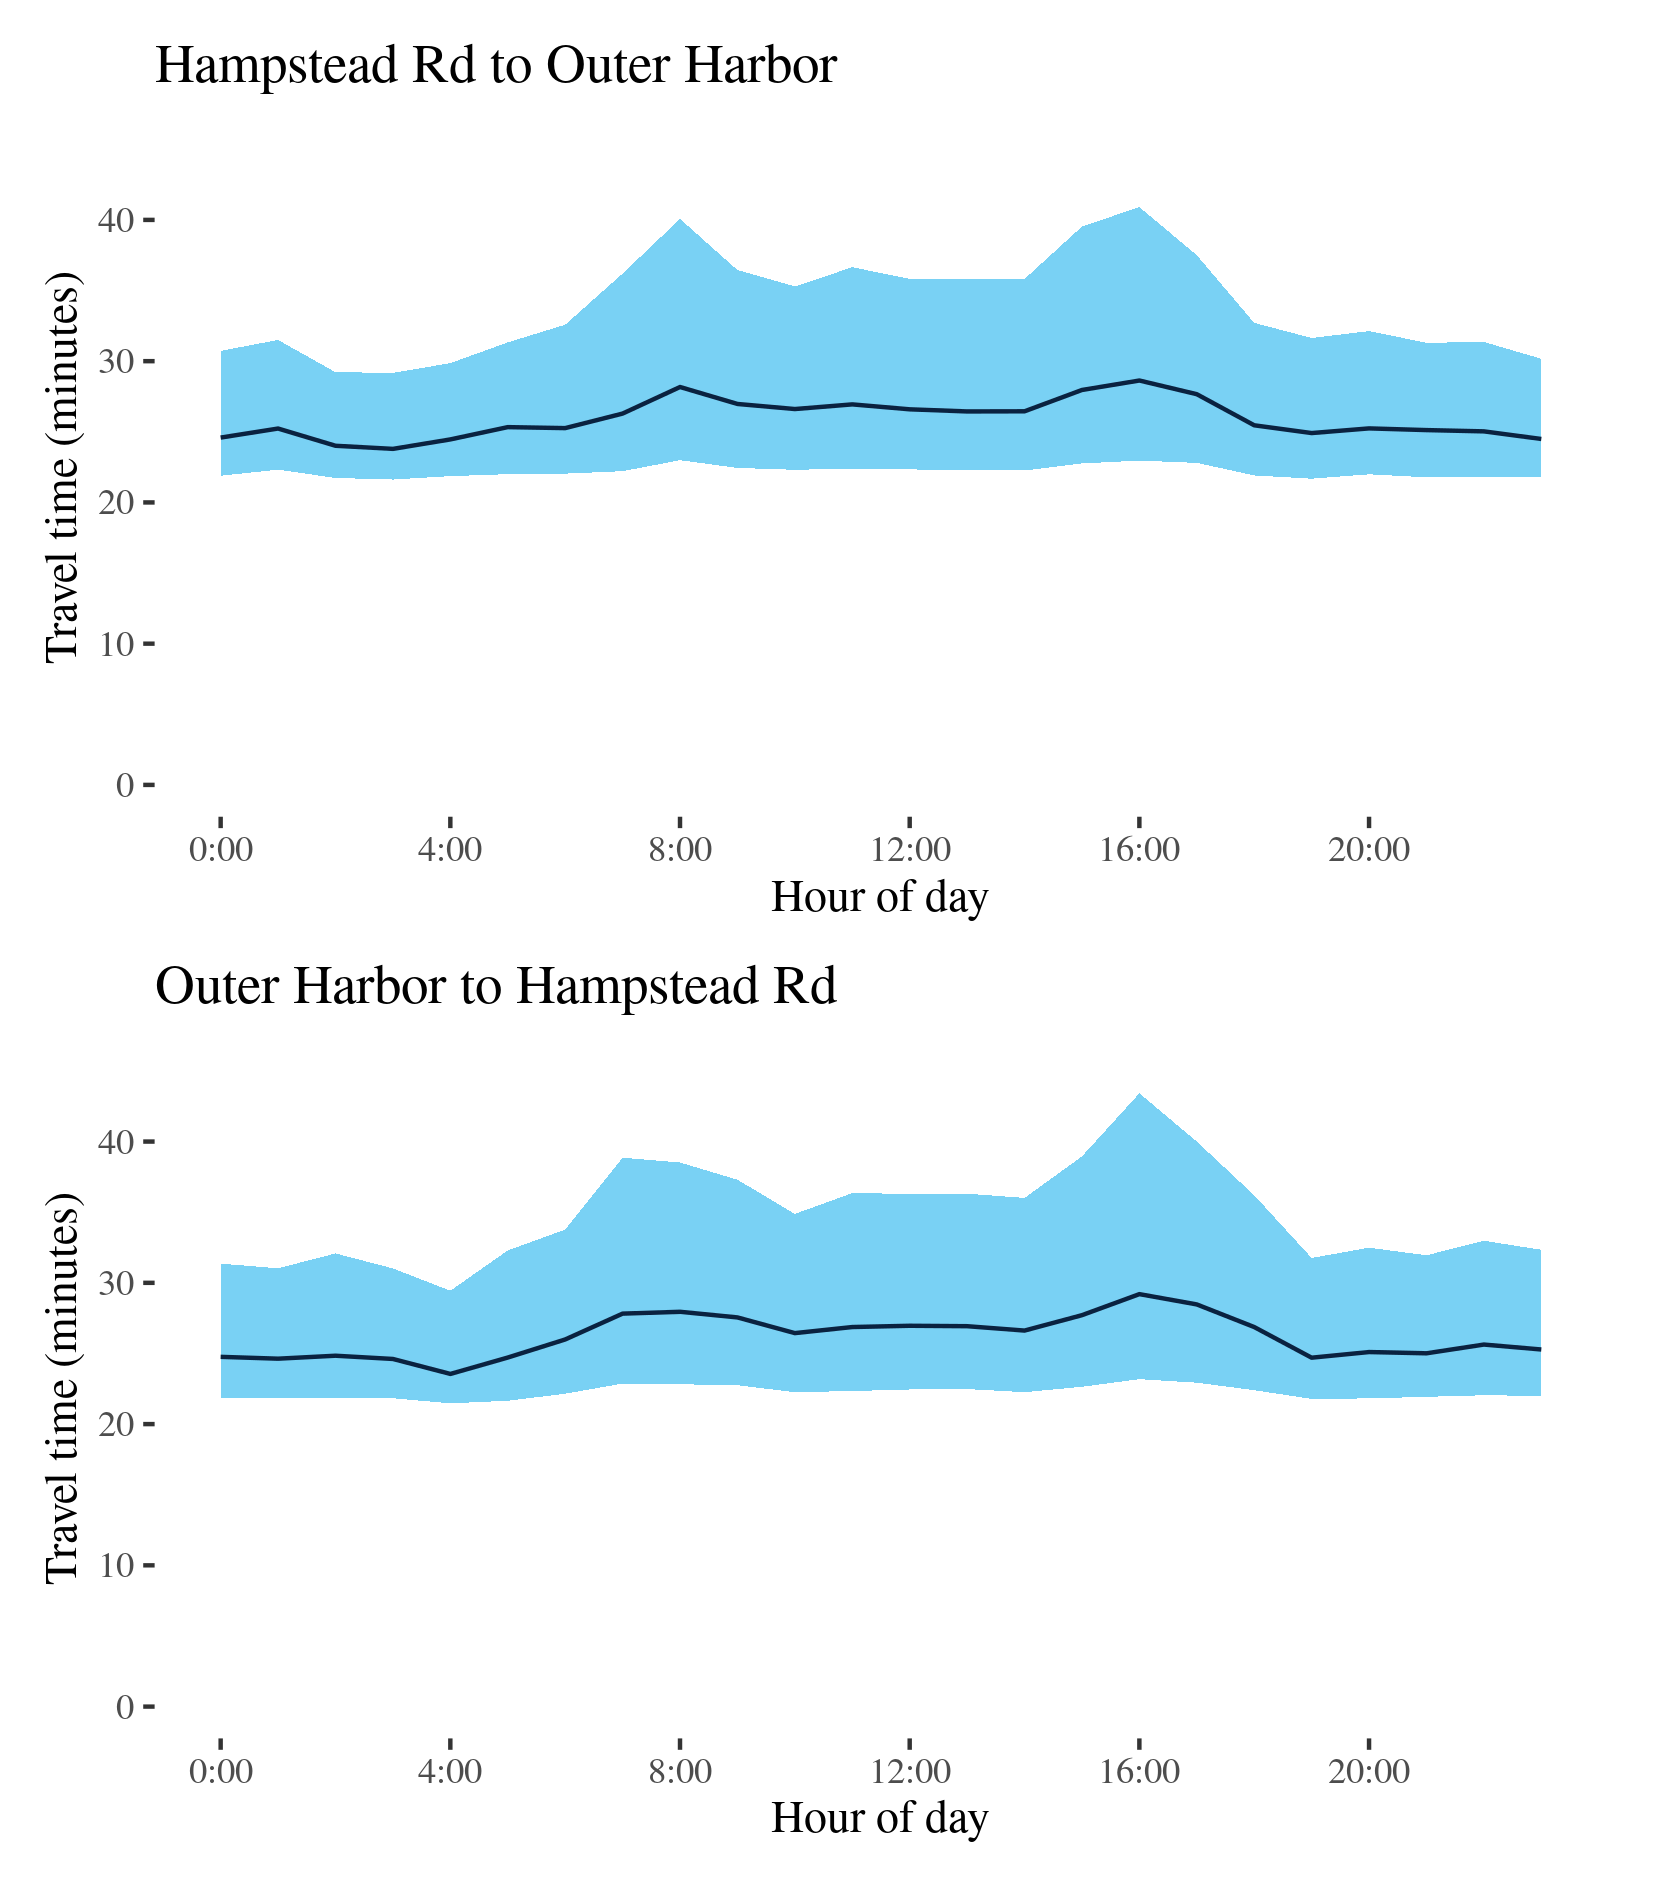 Hampstead Rd to Outer Harbor
Travel time (minutes)
40
30
20
10
0
0:00 4:00 8:00 12:00 16:00 20:00
Hour of day
Outer Harbor to Hampstead Rd
Travel time (minutes)
40
30
20
10
0
0:00 4:00 8:00 12:00 16:00 20:00
Hour of day